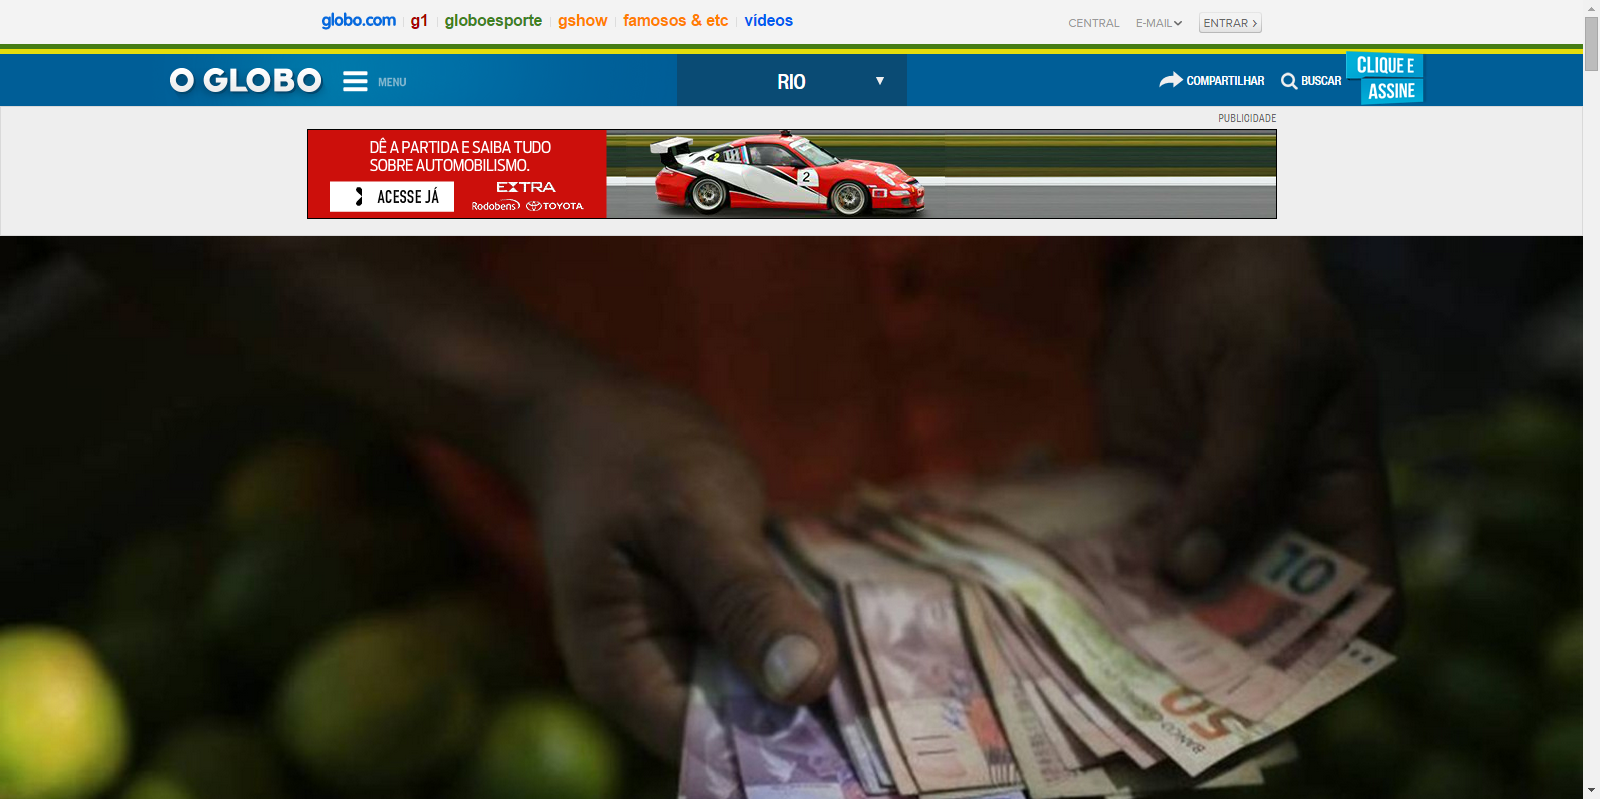 globo.com g1 globoesporte gshow famosos & etc vídeos CENTRAL E-MAIL ENTRAR
O GLOBO MENU RIO COMPARTILHAR BUSCAR CLIQUE E
ASSINE
PUBLICIDADE
DÊ A PARTIDA E SAIBA TUDO
SOBRE AUTOMOBILISMO.
ACESSE JÁ
EXTRA
Rodobens TOYOTA
2
10
50
BANCO